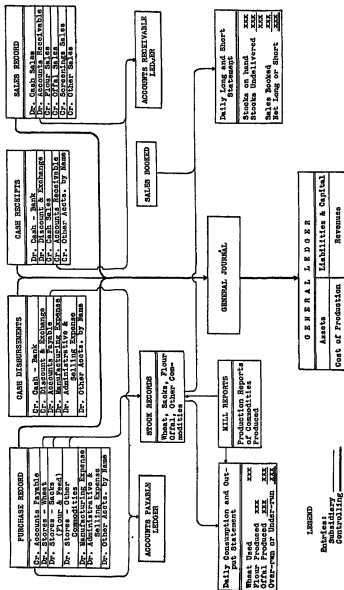 PURCHASE RECORD
Cr. Accounts Payable
Dr. Stores - Wheat
Dr. Stores - Sacks
(Flour & Feed)
Dr. Stores - Other
Commodities
Dr. Manufacturing Expense
Dr. Administrative &
Selling Expense
Dr. Other Accts. by Name
CASH DISBURSEMENTS
Cr. Cash - Bank
Cr. Discount & Exchange
Dr. Accounts Payable
Dr. Manufacturing Expense
Dr. Administrative &
Selling Expense
Dr. Other Accts. by Name
CASH RECEIPTS
Dr. Cash - Bank
Dr. Discount & Exchange
Cr. Cash Sales
Cr. Accounts Receivable
Cr. Other Accts. by Name
SALES RECORD
Dr. Cash Sales
Dr. Accounts Receivable
Cr. Flour Sales
Cr. Offal Sales
Cr. Screenings Sales
Cr. Other Sales
ACCOUNTS PAYABLE
LEDGER
STOCK RECORDS
Wheat, Sacks, Flour
Offal, Other Com-
modities
SALES BOOKED
ACCOUNTS RECEIVABLE
LEDGER
Daily Consumption and Out-
put Statement
Wheat Used XXX
Flour Produced XXX
Offal Produced XXX XXX
Over-run or Under-run XXX
MILL REPORTS
Production Reports
of Commodities
Produced
GENERAL JOURNAL
Daily Long and Short
Statement
Stocks on hand XXX
Stocks Undelivered XXX
XXX
Sales Booked XXX
Net Long or Short XXX
GENERAL LEDGER
Assets Liabilities & Capital
Cost of Production Revenues
LEGEND
Entries:
Subsidiary
Controlling